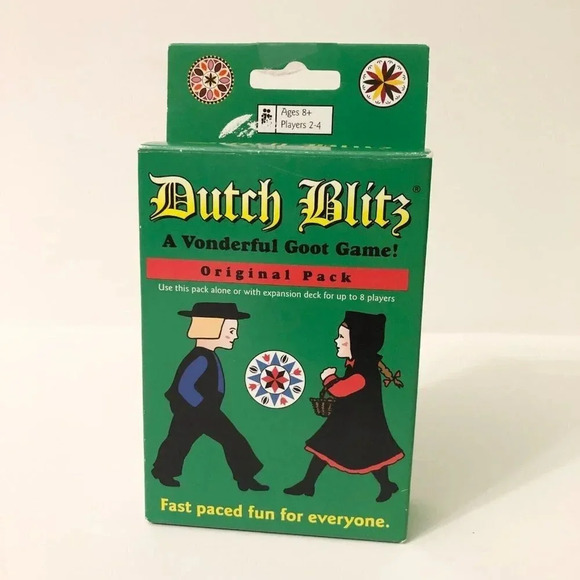 Ages 8+
Players 2-4
Dutch Blitz®
A Vonderful Goot Game!
Original Pack
Use this pack alone or with expansion deck for up to 8 players
Fast paced fun for everyone.